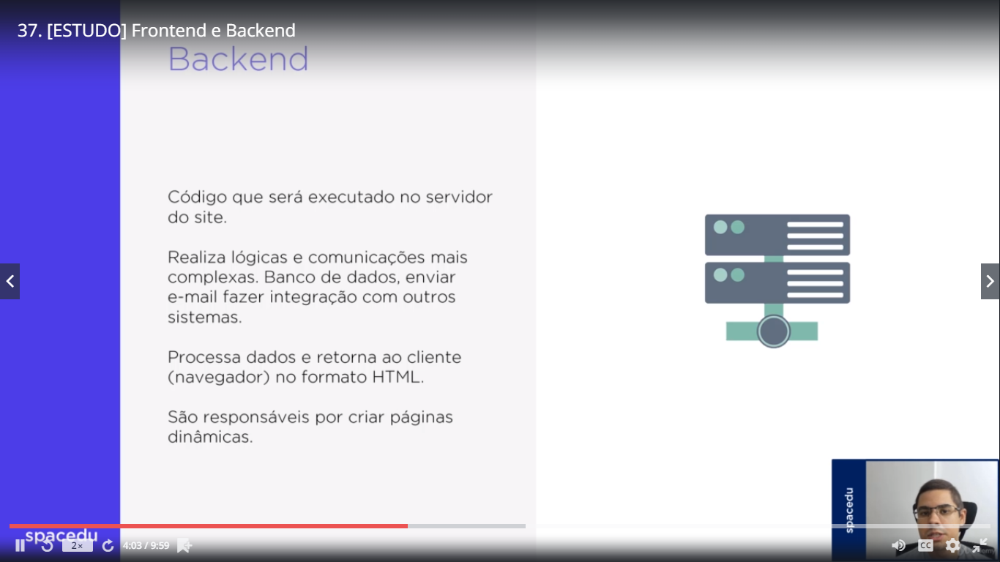 37. [ESTUDO] Frontend e Backend
Backend
Código que será executado no servidor
do site.
Realiza lógicas e comunicações mais
complexas. Banco de dados, enviar
e-mail fazer integração com outros
sistemas.
Processa dados e retorna ao cliente
(navegador) no formato HTML.
São responsáveis por criar páginas
dinâmicas.
spacedu
spacedu
2×
4:03 / 9:59
CC